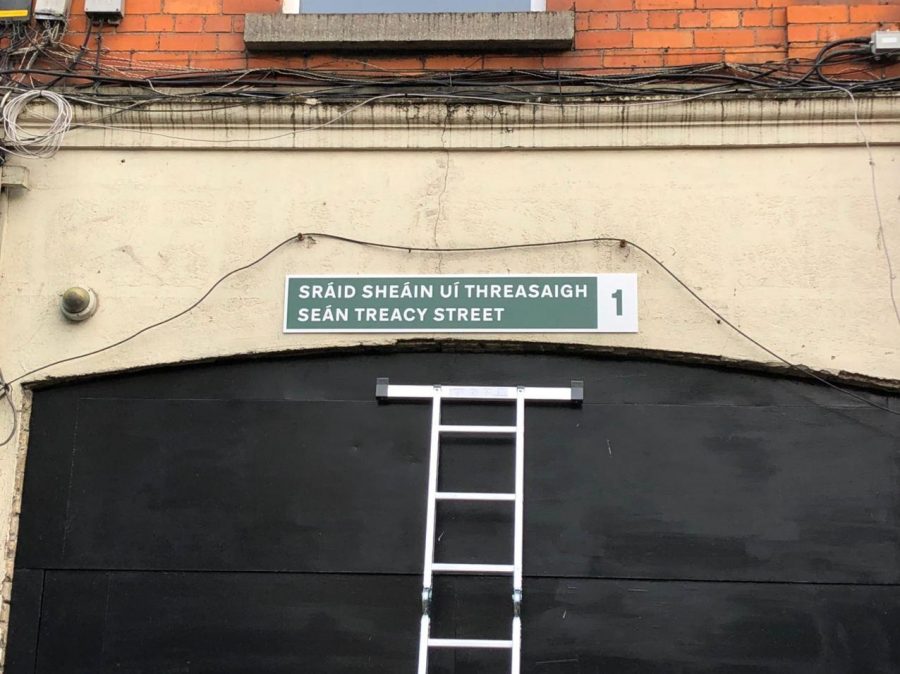 SRÁID SHEÁIN UÍ THREASAIGH 1
SEÁN TREACY STREET